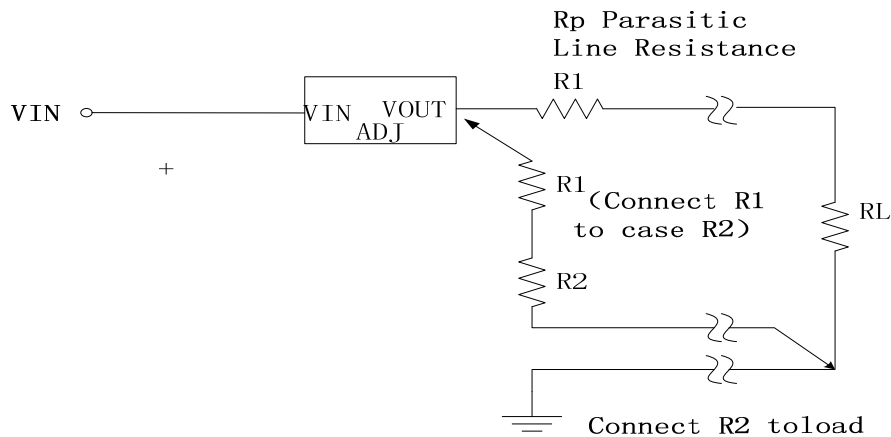 Rp Parasitic
Line Resistance
R1
VIN
VIN
VOUT
ADJ
+
R1
(Connect R1
to case R2)
RL
R2
Connect R2 toload